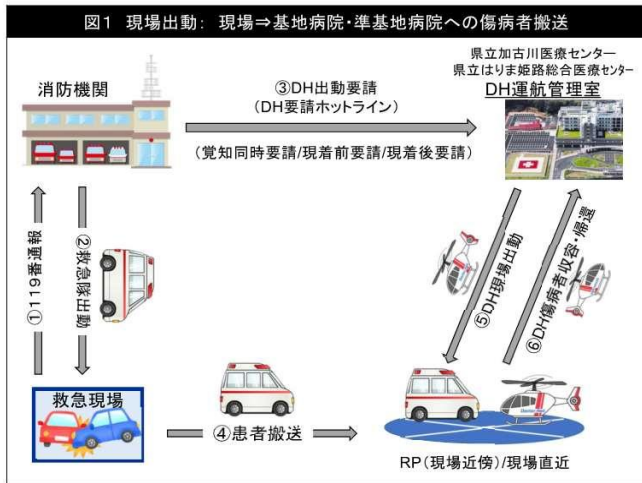 図1 現場出動: 現場⇒基地病院・準基地病院への傷病者搬送
県立加古川医療センター
県立はりま姫路総合医療センター
DH運航管理室
消防機関
③DH出動要請
(DH要請ホットライン)
(覚知同時要請/現着前要請/現着後要請)
①119番通報
②救急隊出動
⑤DH現場出動
⑥DH傷病者収容・帰還
救急現場
④患者搬送
RP(現場近傍)/現場直近